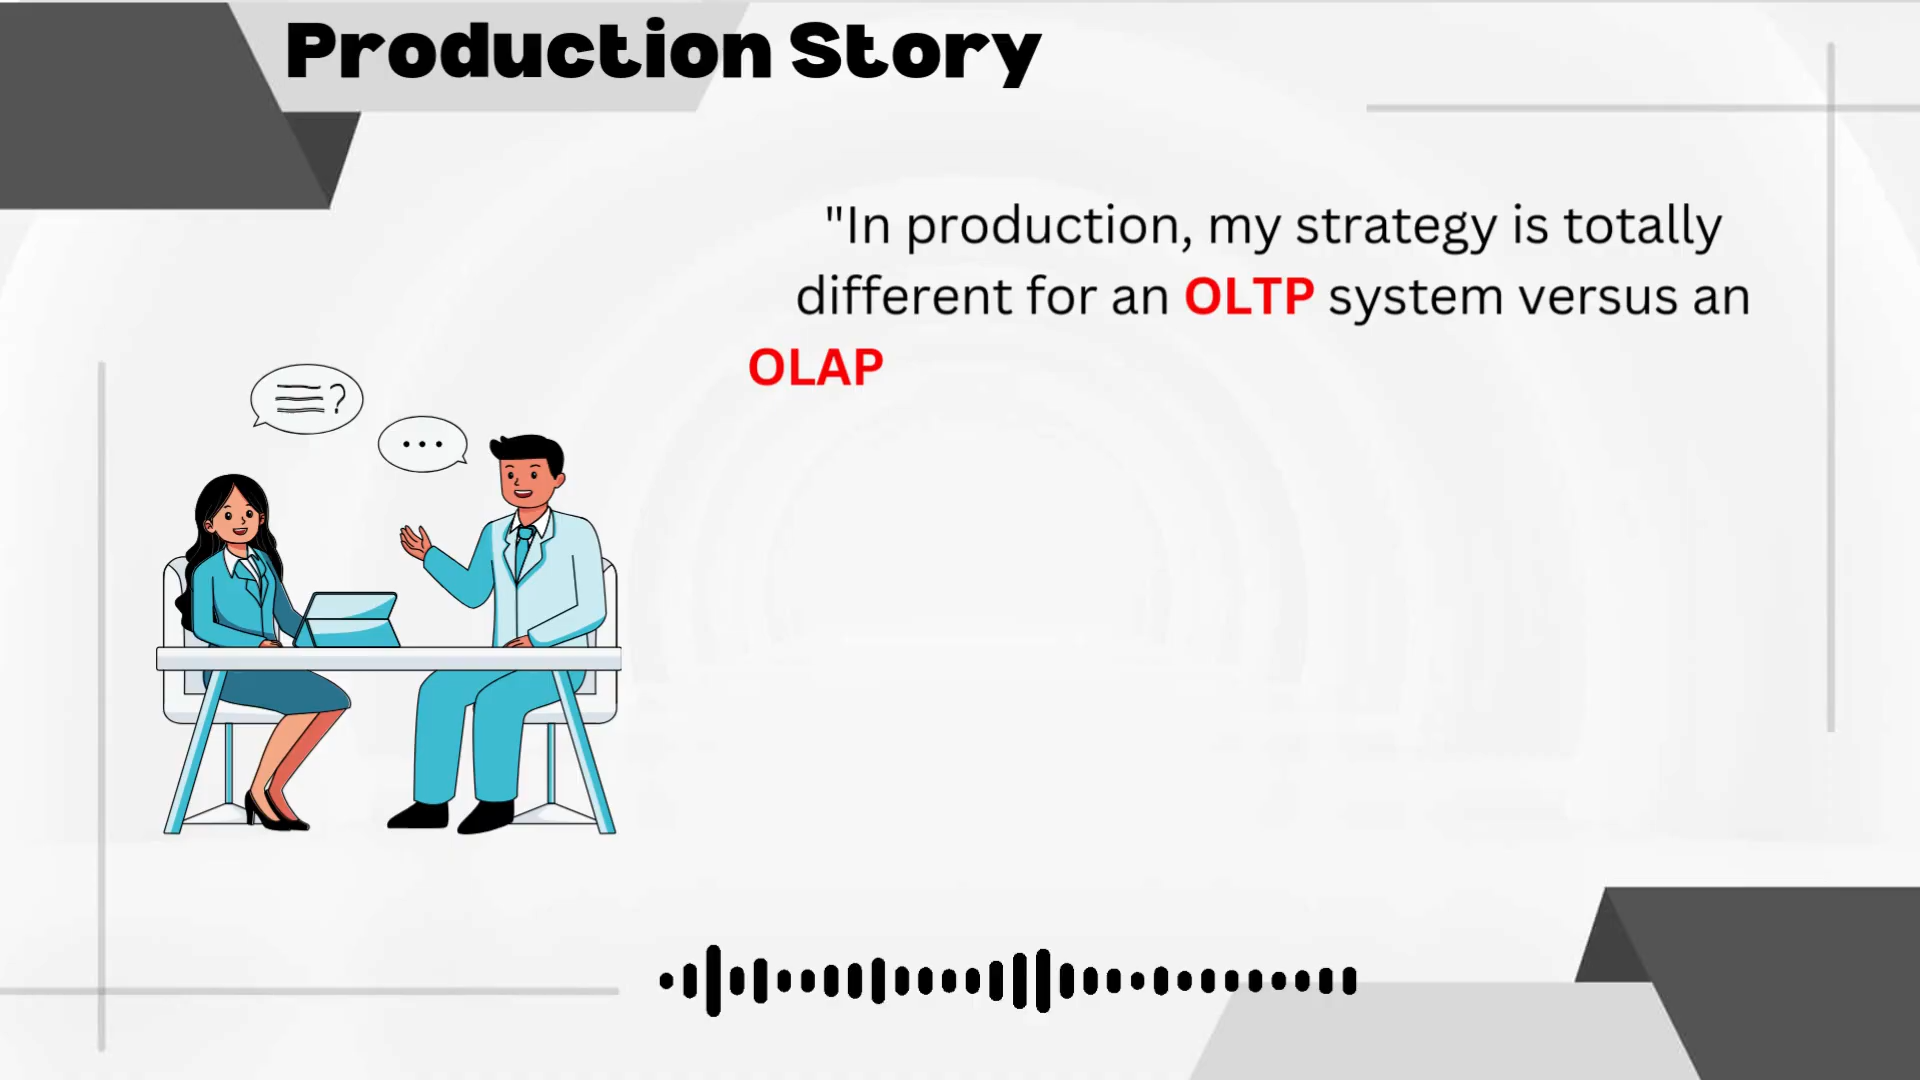 Production Story
"In production, my strategy is totally
different for an OLTP system versus an
OLAP
?